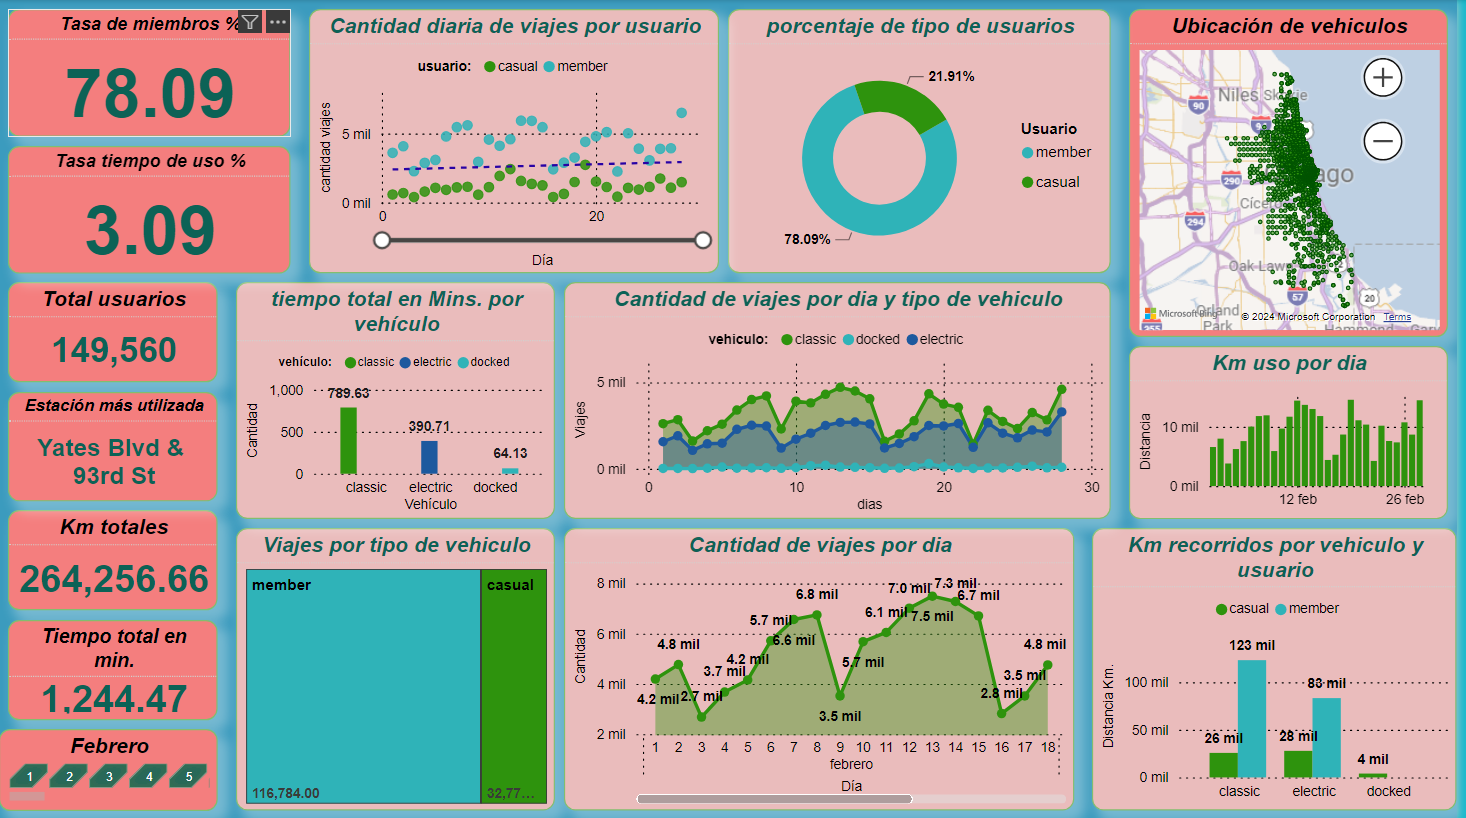 Tasa de miembros %
78.09
Tasa tiempo de uso %
3.09
Total usuarios
149,560
Estación más utilizada
Yates Blvd &
93rd St
Km totales
264,256.66
Tiempo total en
min.
1,244.47
Febrero
1 2 3 4 5
Cantidad diaria de viajes por usuario
usuario: casual member
cantidad viajes
5 mil
0 mil
0 20
Día
porcentaje de tipo de usuarios
21.91%
78.09%
Usuario
member
casual
Ubicación de vehiculos
Niles
90
290
294
57
20
Oak
Park
Microsoft Bing
© 2024 Microsoft Corporation Terms
tiempo total en Mins. por
vehículo
vehículo: classic electric docked
Cantidad
1,000
500
0
789.63
390.71
64.13
classic electric docked
Vehículo
Cantidad de viajes por dia y tipo de vehiculo
vehiculo: classic docked electric
Viajes
5 mil
0 mil
0 10 20 30
dias
Km uso por dia
Distancia
10 mil
0 mil
12 feb 26 feb
Viajes por tipo de vehiculo
member
116,784.00
casual
32,77…
Cantidad de viajes por dia
Cantidad
8 mil
6 mil
4 mil
2 mil
4.2 mil
4.8 mil
2.7 mil
3.7 mil
4.2 mil
5.7 mil
6.6 mil
6.8 mil
3.5 mil
5.7 mil
6.1 mil
7.0 mil
7.5 mil
7.3 mil
6.7 mil
2.8 mil
3.5 mil
4.8 mil
1 2 3 4 5 6 7 8 9 10 11 12 13 14 15 16 17 18
febrero
Día
Km recorridos por vehiculo y
usuario
casual member
Distancia Km.
100 mil
50 mil
0 mil
26 mil
123 mil
28 mil
83 mil
4 mil
classic electric docked